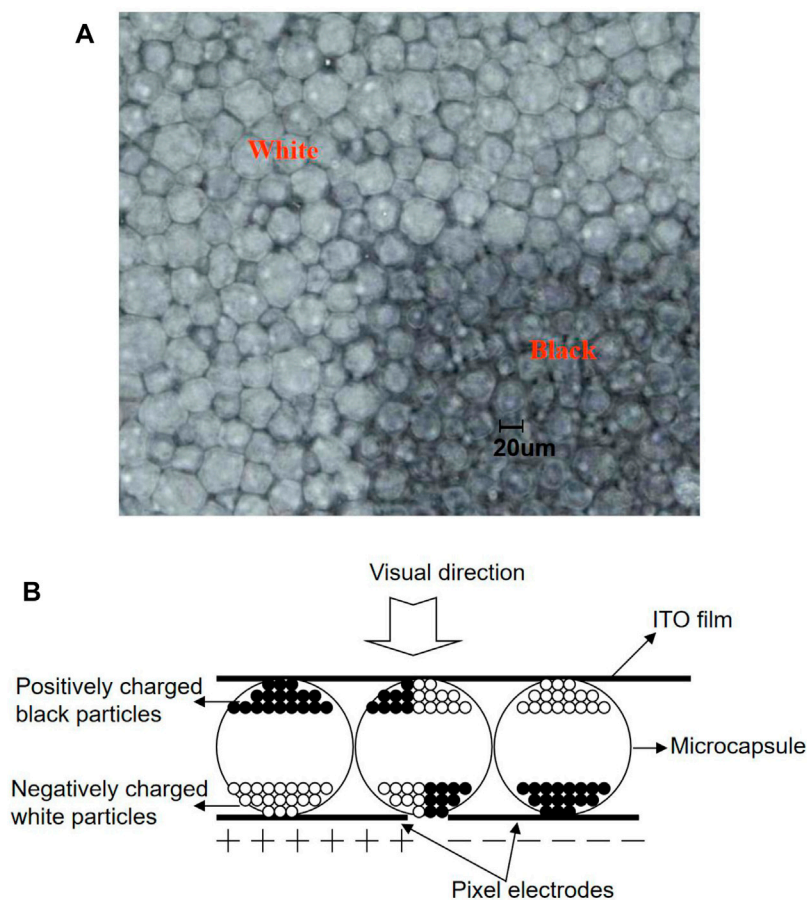 A
White
Black
20um
B
Visual direction
ITO film
Positively charged
black particles
Microcapsule
Negatively charged
white particles
+ + + + + + — — — — — — —
Pixel electrodes